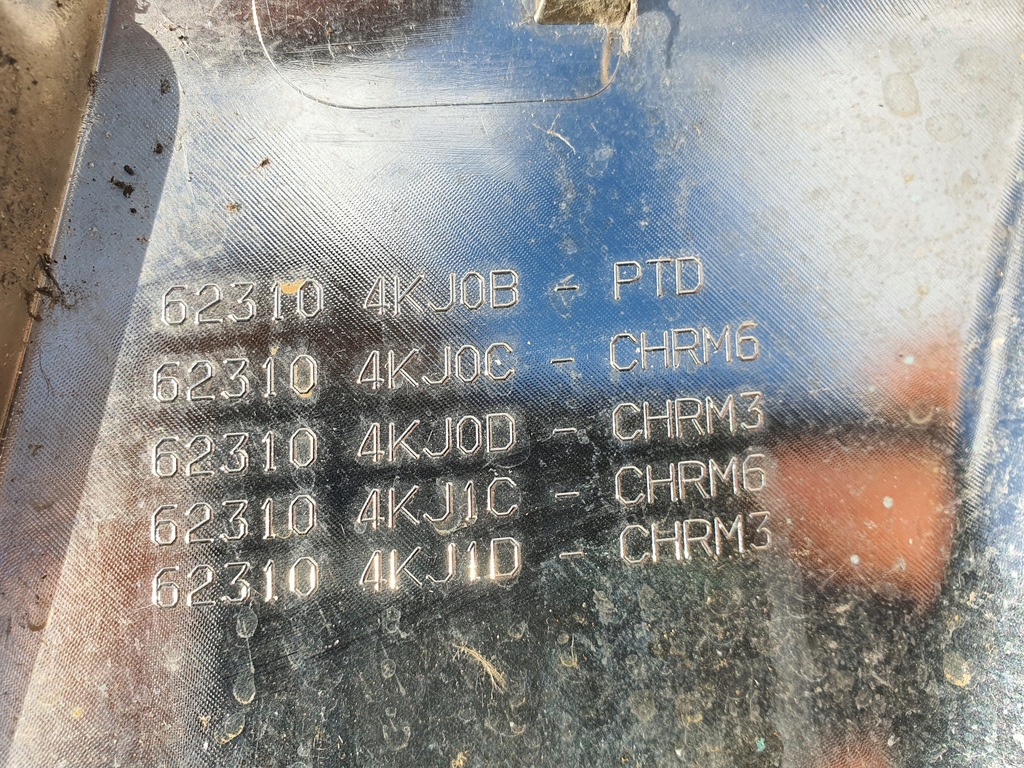 62310 4KJ0B - PTD
62310 4KJ0C - CHRM6
62310 4KJ0D - CHRM3
62310 4KJ1C - CHRM6
62310 4KJ1D - CHRM3